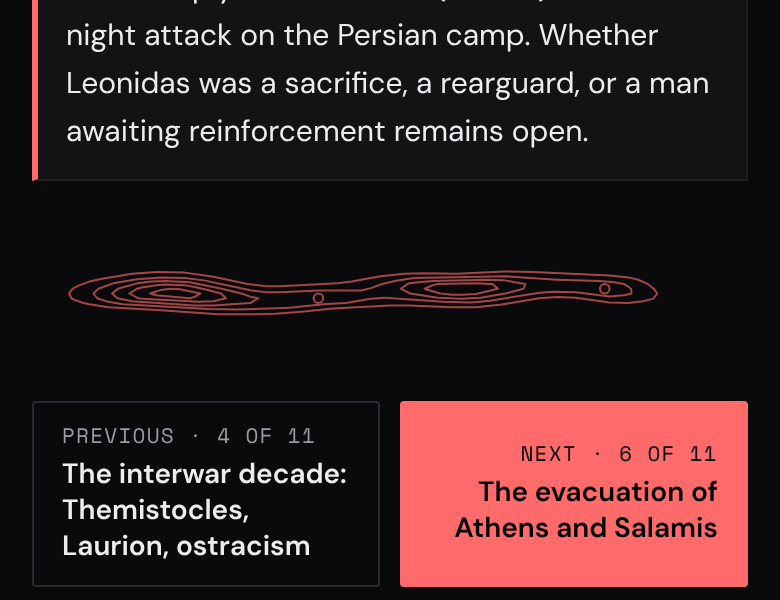 night attack on the Persian camp. Whether
Leonidas was a sacrifice, a rearguard, or a man
awaiting reinforcement remains open.
PREVIOUS · 4 OF 11
The interwar decade:
Themistocles,
Laurion, ostracism
NEXT · 6 OF 11
The evacuation of
Athens and Salamis